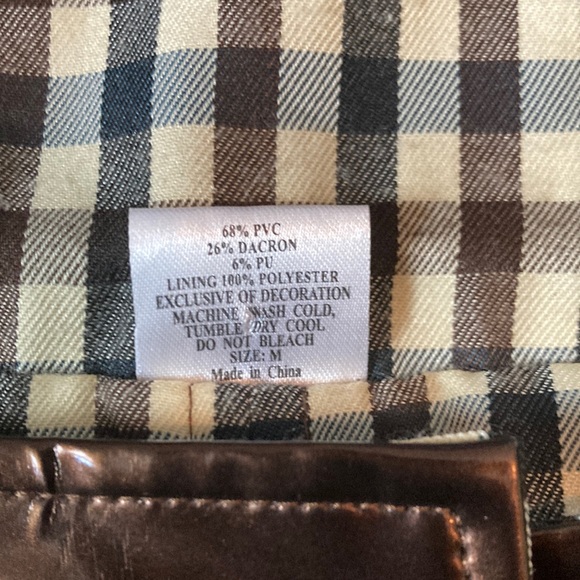 68% PVC
26% DACRON
6% PU
LINING 100% POLYESTER
EXCLUSIVE OF DECORATION
MACHINE WASH COLD,
TUMBLE DRY COOL
DO NOT BLEACH
SIZE: M
Made in China